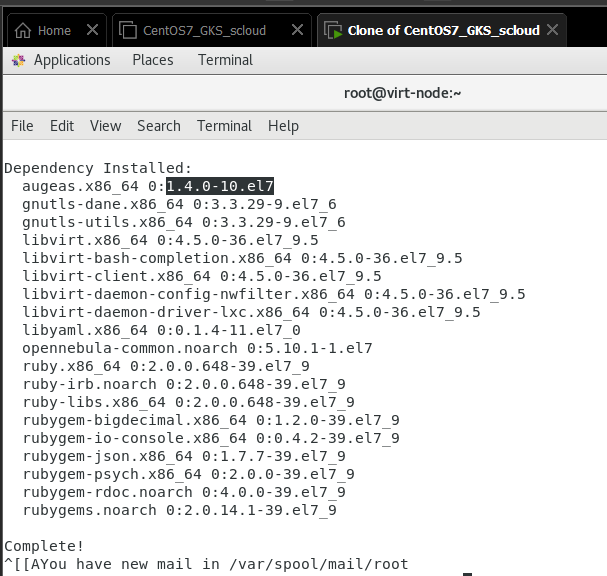 Home CentOS7_GKS_scloud Clone of CentOS7_GKS_scloud
Applications Places Terminal
root@virt-node:~
File Edit View Search Terminal Help
Dependency Installed:
augeas.x86_64 0:1.4.0-10.el7
gnutls-dane.x86_64 0:3.3.29-9.el7_6
gnutls-utils.x86_64 0:3.3.29-9.el7_6
libvirt.x86_64 0:4.5.0-36.el7_9.5
libvirt-bash-completion.x86_64 0:4.5.0-36.el7_9.5
libvirt-client.x86_64 0:4.5.0-36.el7_9.5
libvirt-daemon-config-nwfilter.x86_64 0:4.5.0-36.el7_9.5
libvirt-daemon-driver-lxc.x86_64 0:4.5.0-36.el7_9.5
libyaml.x86_64 0:0.1.4-11.el7_0
opennebula-common.noarch 0:5.10.1-1.el7
ruby.x86_64 0:2.0.0.648-39.el7_9
ruby-irb.noarch 0:2.0.0.648-39.el7_9
ruby-libs.x86_64 0:2.0.0.648-39.el7_9
rubygem-bigdecimal.x86_64 0:1.2.0-39.el7_9
rubygem-io-console.x86_64 0:0.4.2-39.el7_9
rubygem-json.x86_64 0:1.7.7-39.el7_9
rubygem-psych.x86_64 0:2.0.0-39.el7_9
rubygem-rdoc.noarch 0:4.0.0-39.el7_9
rubygems.noarch 0:2.0.14.1-39.el7_9
Complete!
^[[AYou have new mail in /var/spool/mail/root